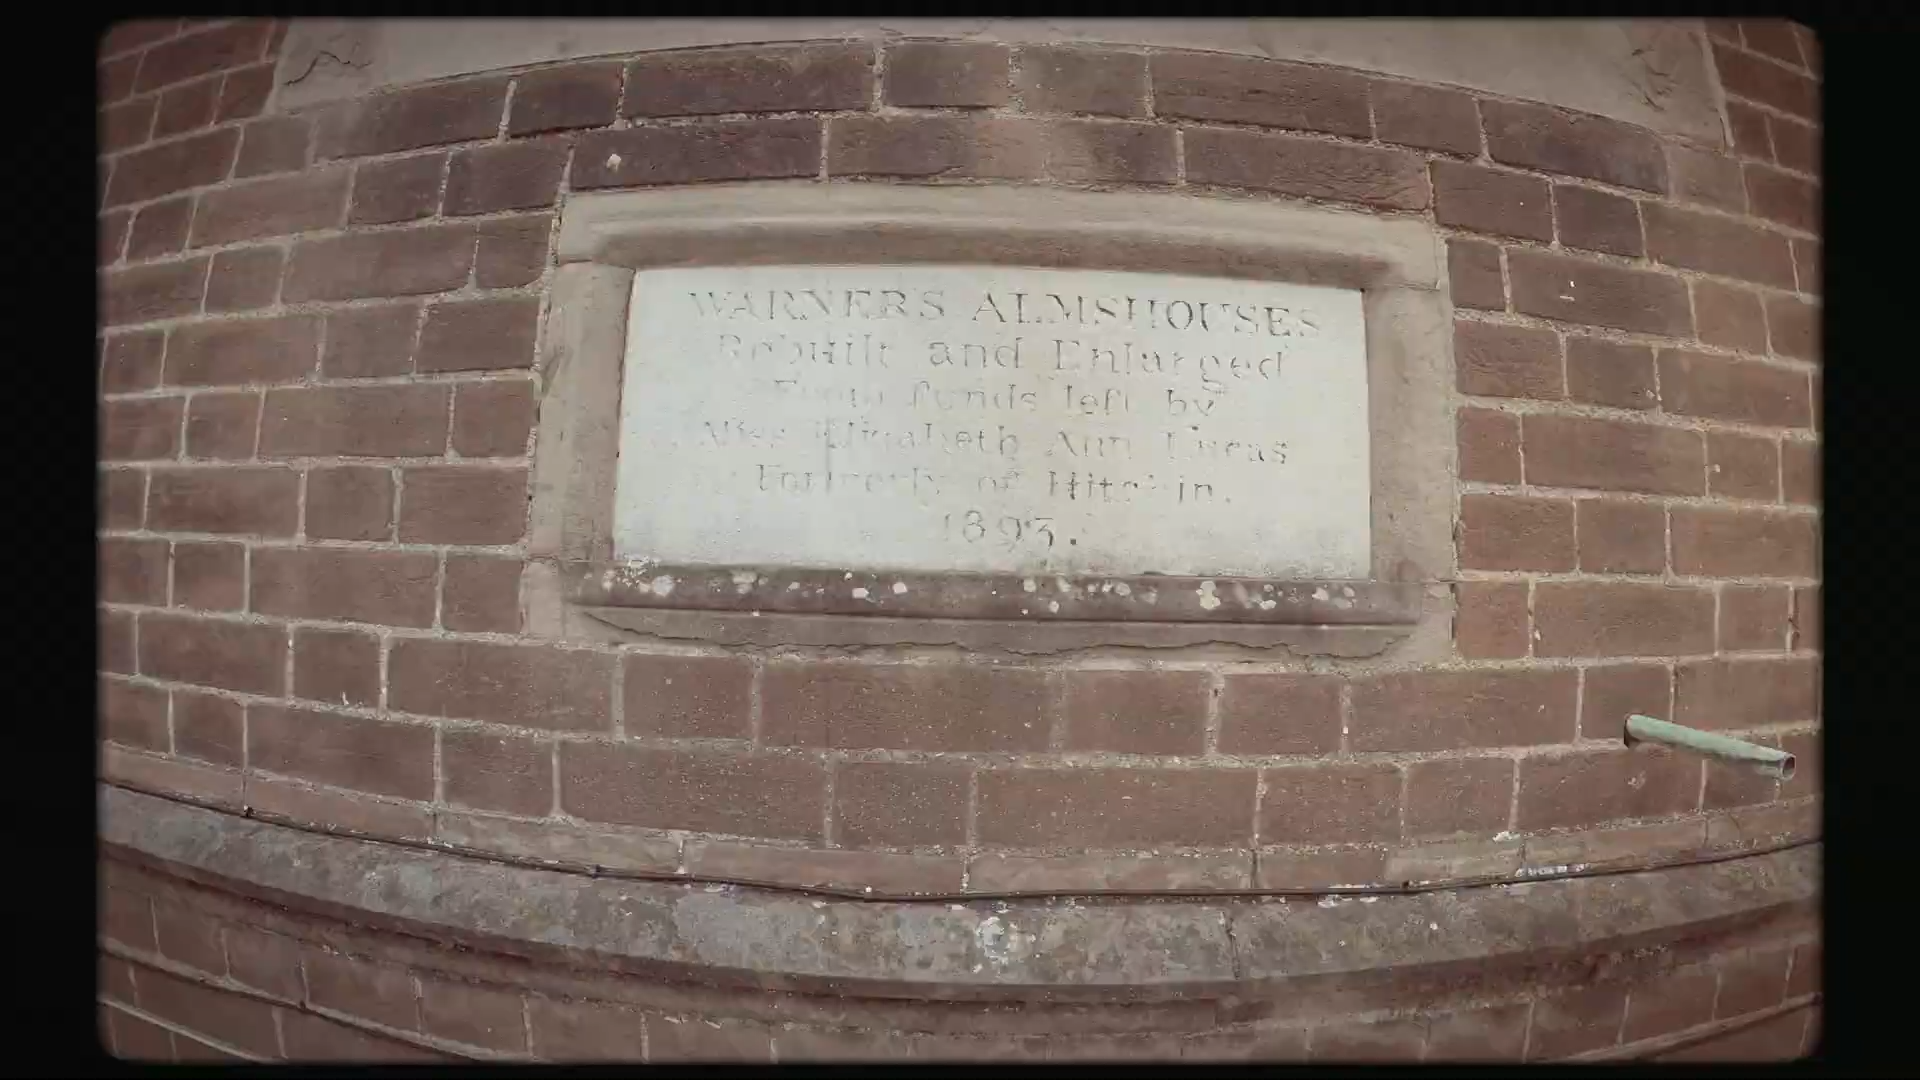 WARNERS ALMSHOUSES
Rebuilt and Enlarged
From funds left by
Miss Elizabeth Ann Lucas
Formerly of Hitchin.
1893.